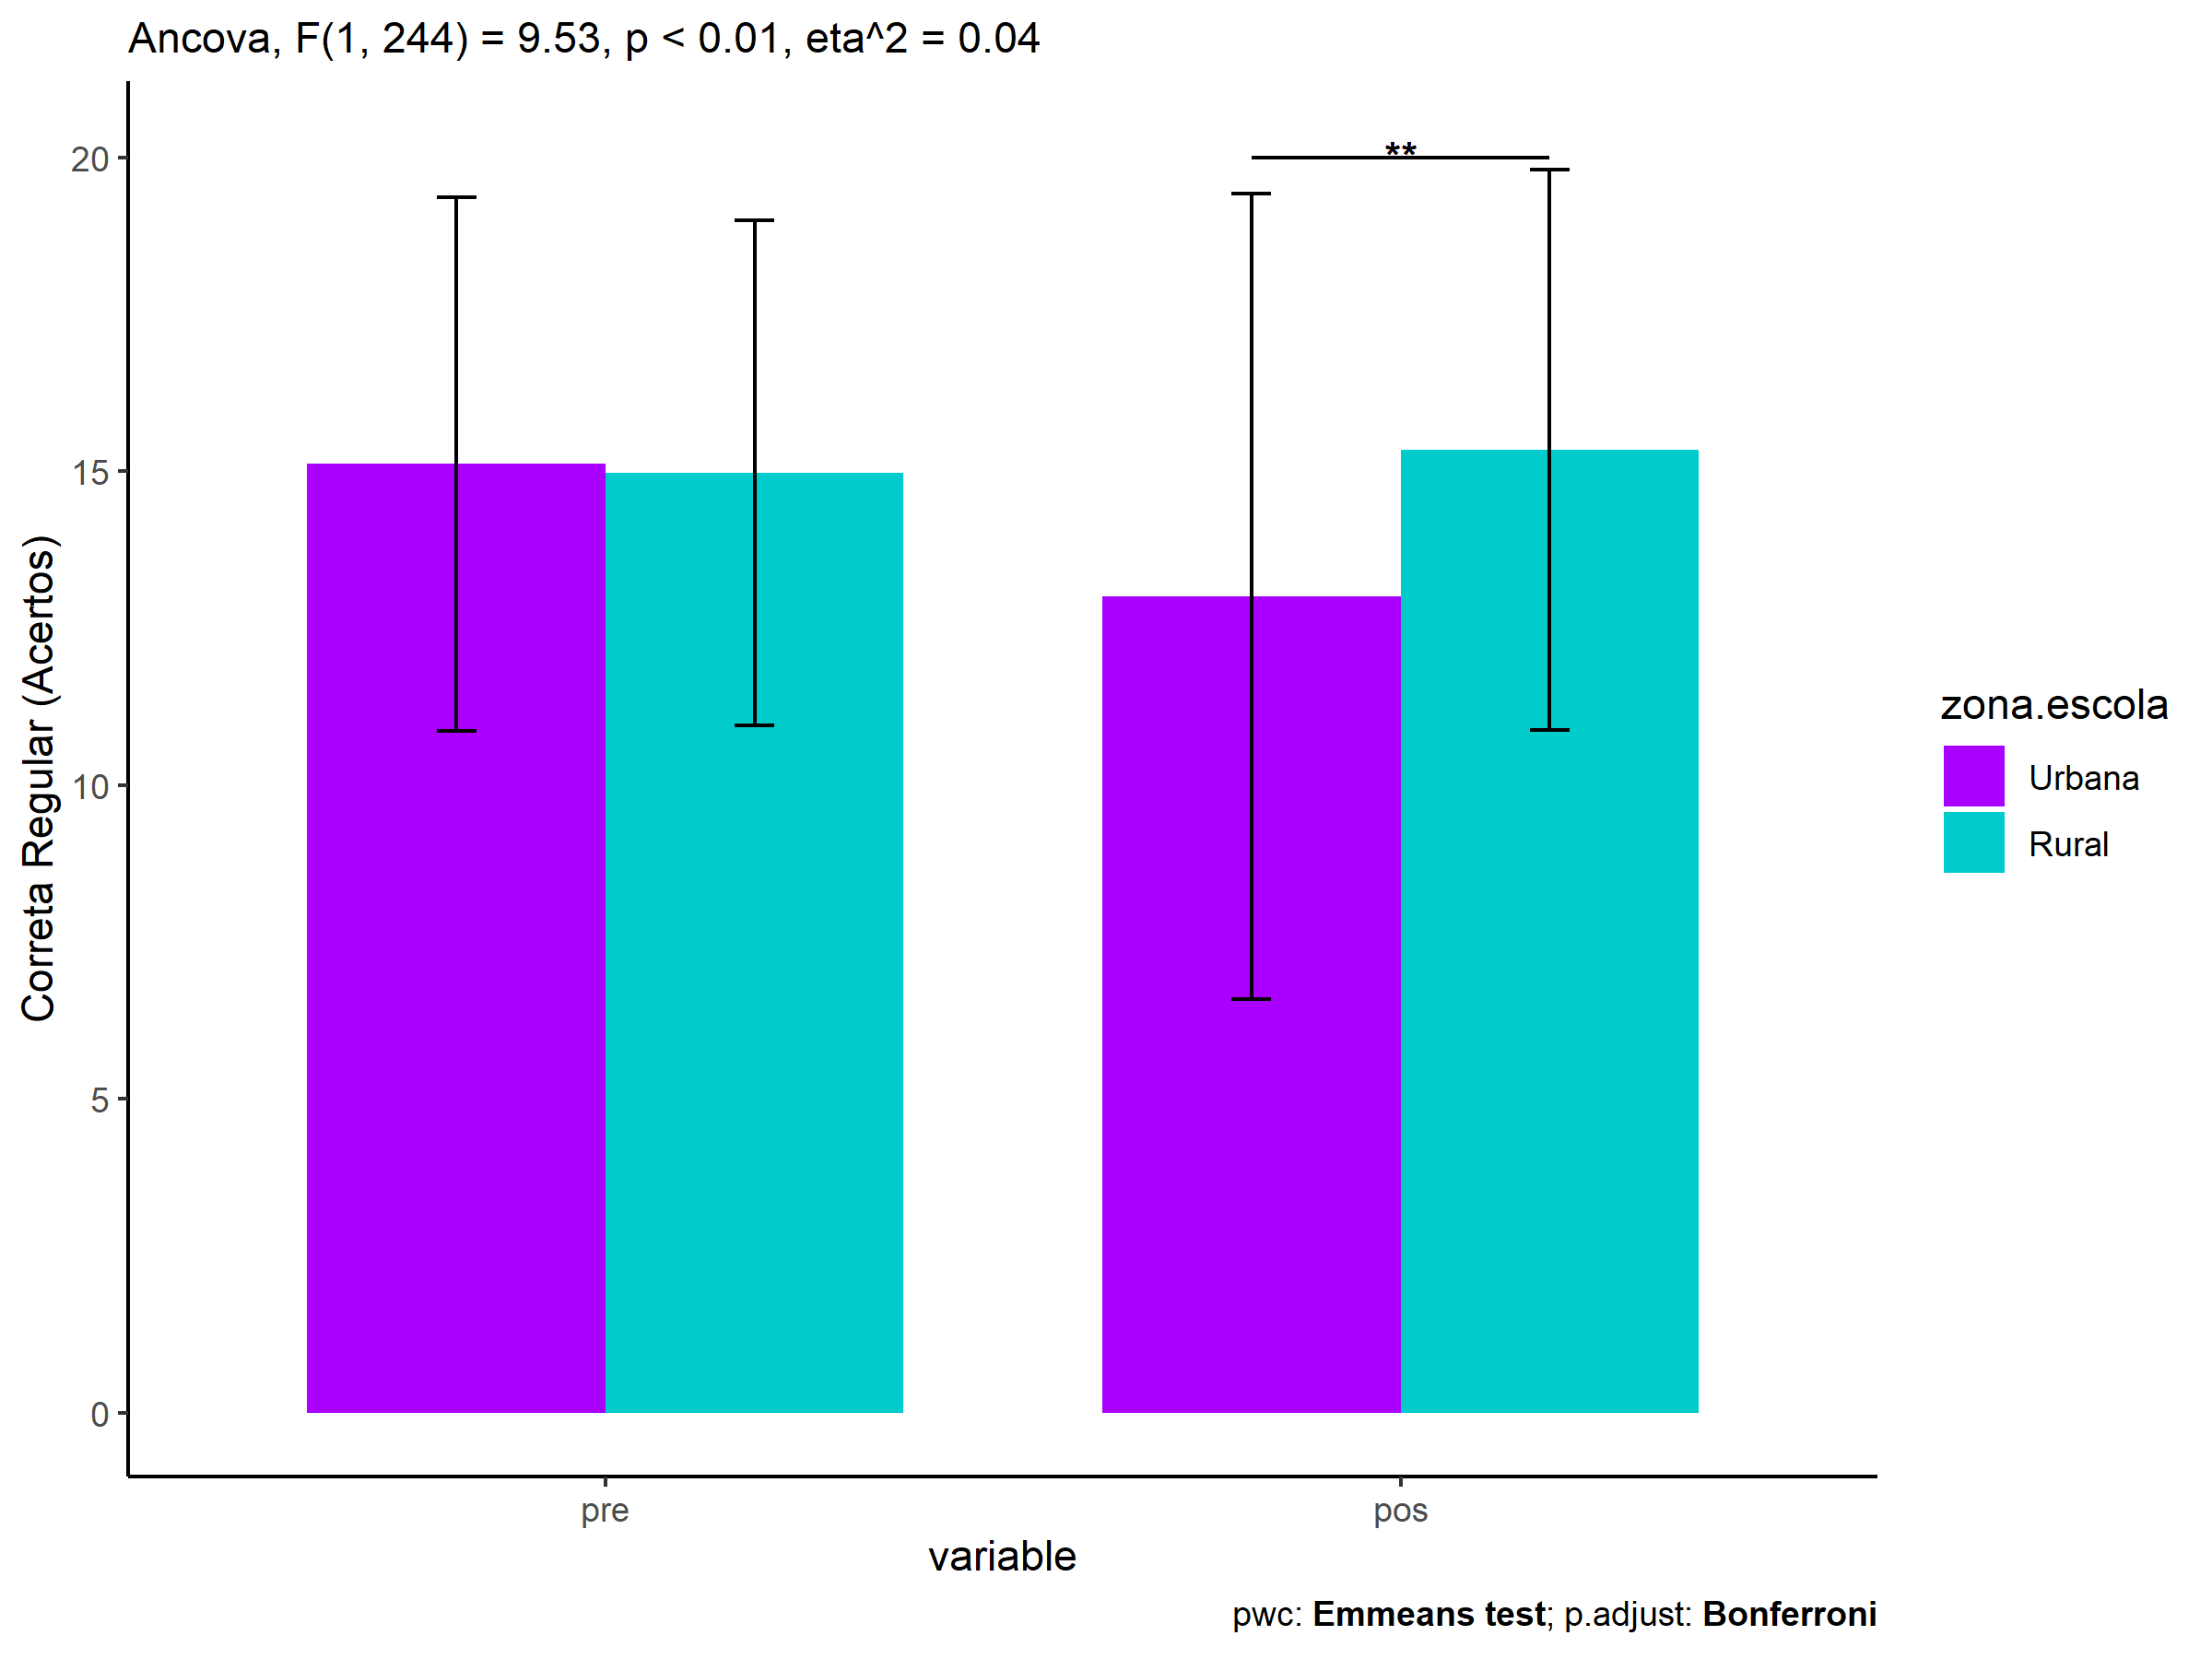 Ancova, F(1, 244) = 9.53, p < 0.01, eta^2 = 0.04
Correta Regular (Acertos)
20
15
10
5
0
**
pre
pos
variable
zona.escola
Urbana
Rural
pwc: Emmeans test; p.adjust: Bonferroni